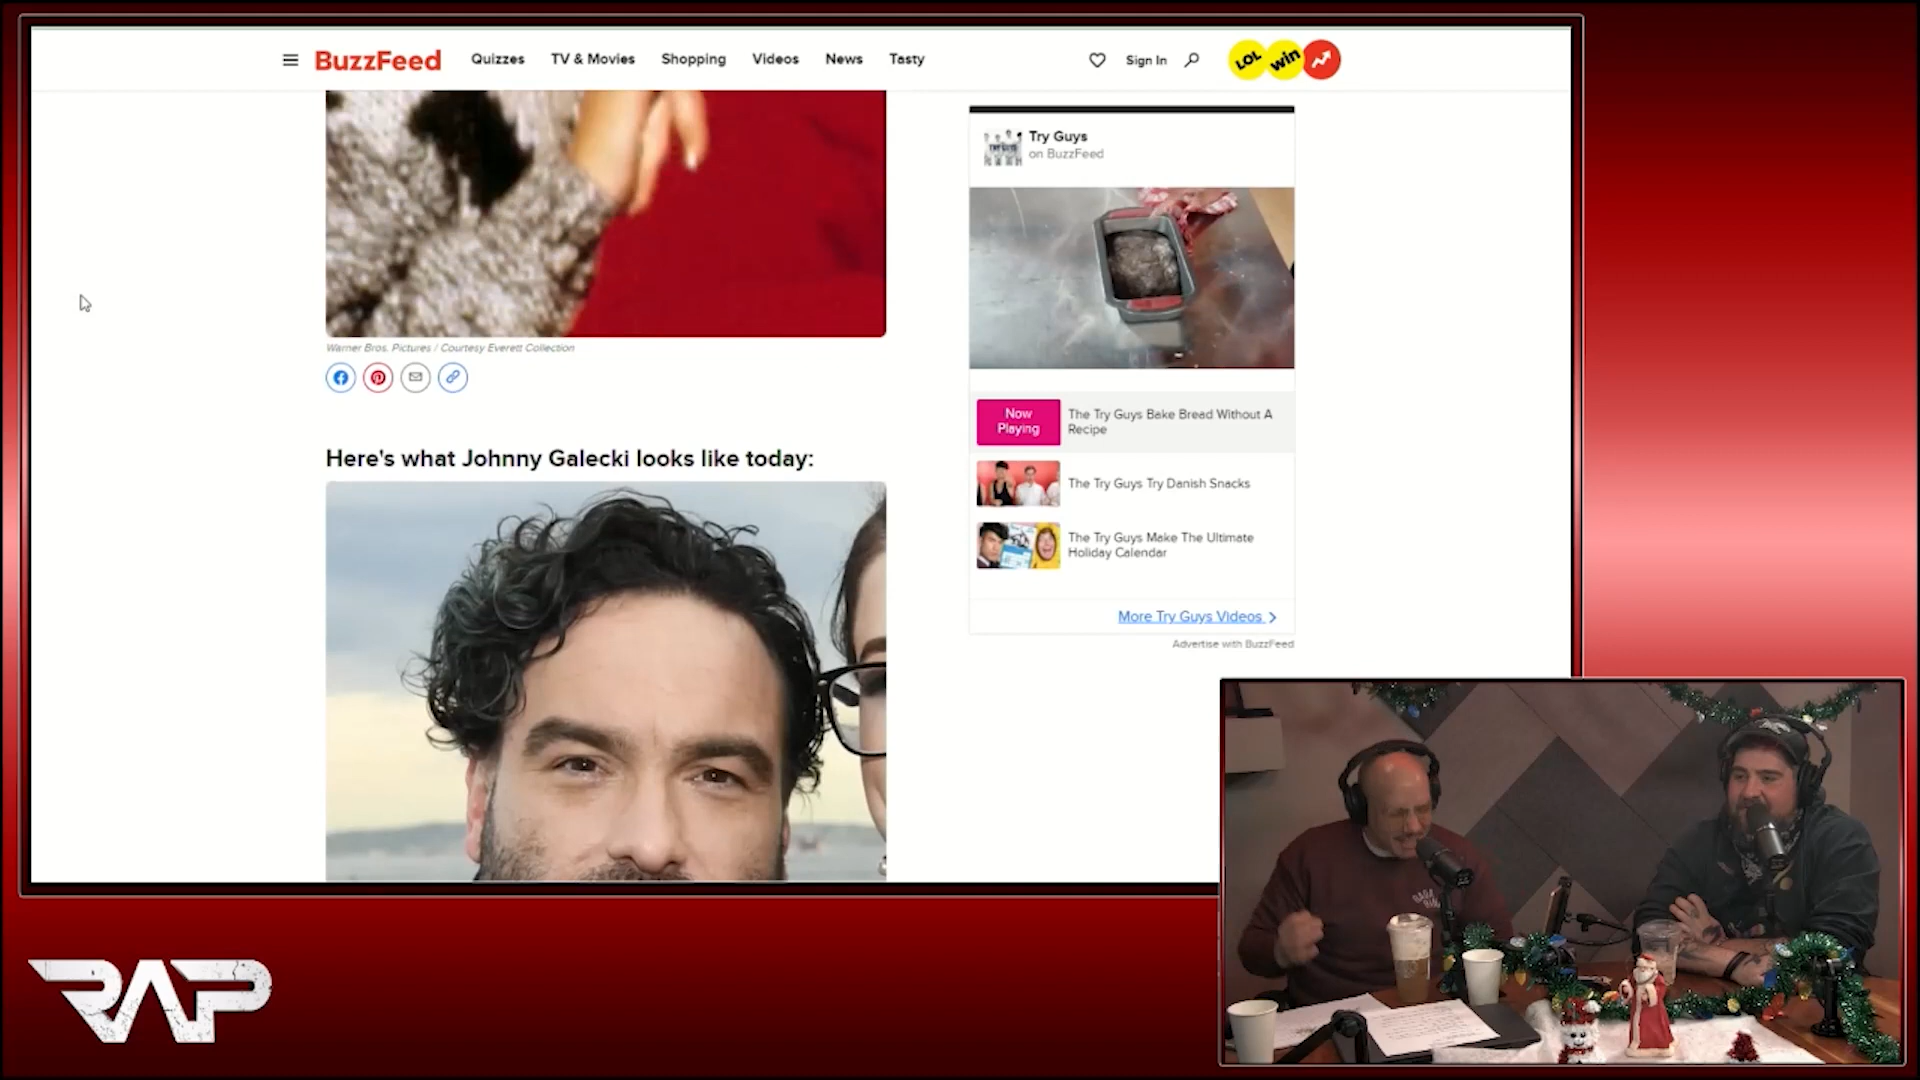 BuzzFeed
Quizzes
TV & Movies
Shopping
Videos
News
Tasty
Sign In
LOL
win
Try Guys
on BuzzFeed
Warner Bros. Pictures / Courtesy Everett Collection
Now
Playing
The Try Guys Bake Bread Without A
Recipe
Here's what Johnny Galecki looks like today:
The Try Guys Try Danish Snacks
The Try Guys Make The Ultimate
Holiday Calendar
More Try Guys Videos
Advertise with BuzzFeed
RAP